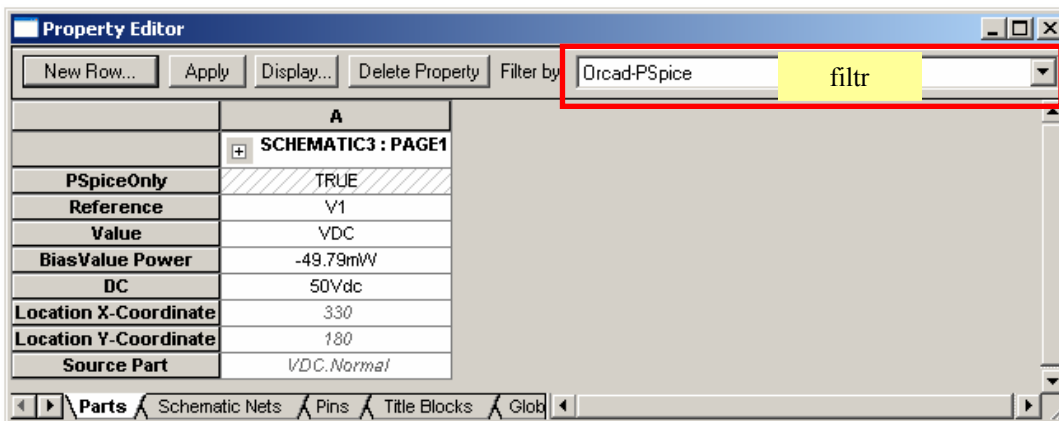 Property Editor
New Row... Apply Display... Delete Property Filter by Orcad-PSpice filtr
A
SCHEMATIC3 : PAGE1
PSpiceOnly TRUE
Reference V1
Value VDC
BiasValue Power -49.79mW
DC 50Vdc
Location X-Coordinate 330
Location Y-Coordinate 180
Source Part VDC.Normal
Parts Schematic Nets Pins Title Blocks Glob